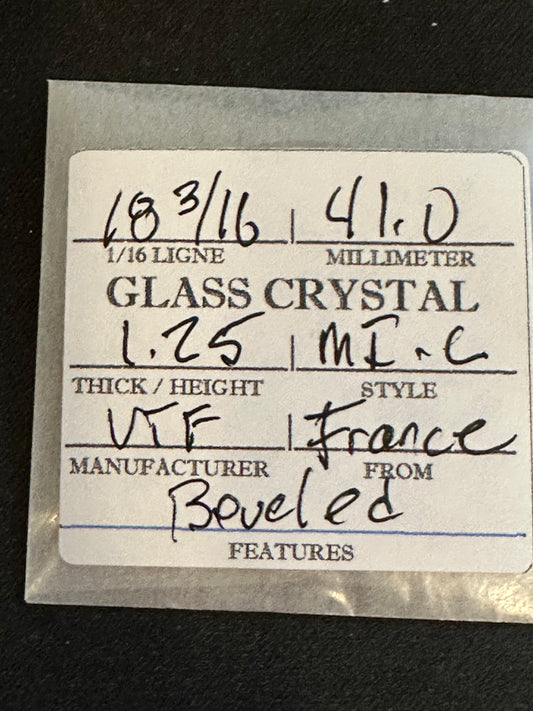 18 3/16 | 41.0
1/16 LIGNE MILLIMETER
GLASS CRYSTAL
1.25 | MI-C
THICK / HEIGHT STYLE
VTF | France
MANUFACTURER FROM
Beveled
FEATURES